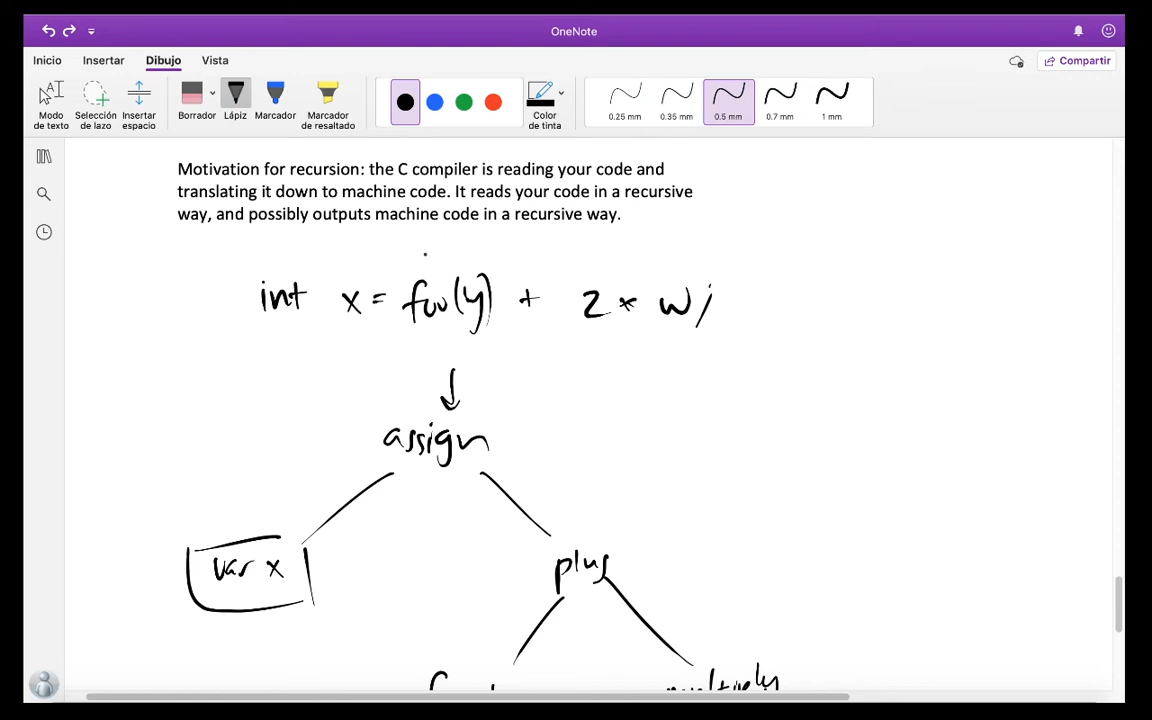 OneNote
Inicio Insertar Dibujo Vista
Compartir
Modo de texto
Selección de lazo
Insertar espacio
Borrador
Lápiz
Marcador
Marcador de resaltado
Color de tinta
0.25 mm 0.35 mm 0.5 mm 0.7 mm 1 mm
Motivation for recursion: the C compiler is reading your code and
translating it down to machine code. It reads your code in a recursive
way, and possibly outputs machine code in a recursive way.
int x = foo(y) + 2 * w;
assign
var x
plus
multiply